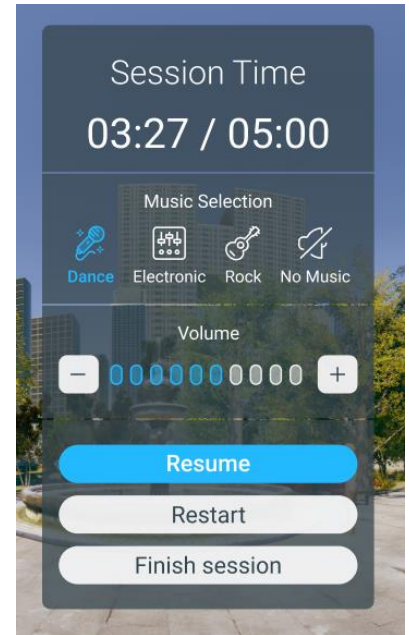 Session Time
03:27 / 05:00
Music Selection
Dance Electronic Rock No Music
Volume
− +
Resume
Restart
Finish session